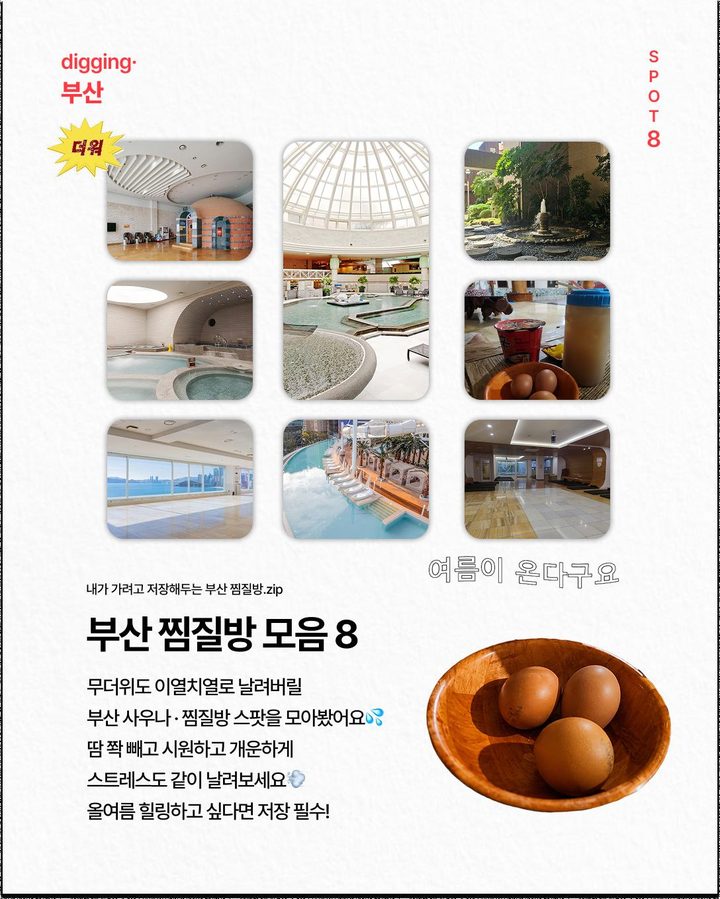 digging·
부산
S
P
O
T
8
더워
여름이 온다구요
내가 가려고 저장해두는 부산 찜질방.zip
부산 찜질방 모음 8
무더위도 이열치열로 날려버릴
부산 사우나 · 찜질방 스팟을 모아봤어요💦
땀 쫙 빼고 시원하고 개운하게
스트레스도 같이 날려보세요💨
올여름 힐링하고 싶다면 저장 필수!